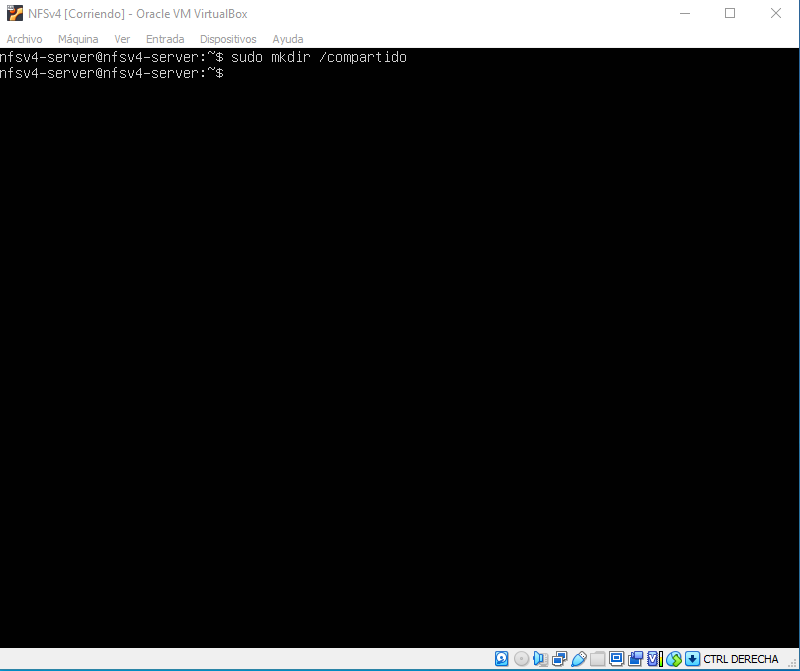 NFSv4 [Corriendo] - Oracle VM VirtualBox
Archivo Máquina Ver Entrada Dispositivos Ayuda
nfsv4-server@nfsv4-server:~$ sudo mkdir /compartido
nfsv4-server@nfsv4-server:~$
CTRL DERECHA